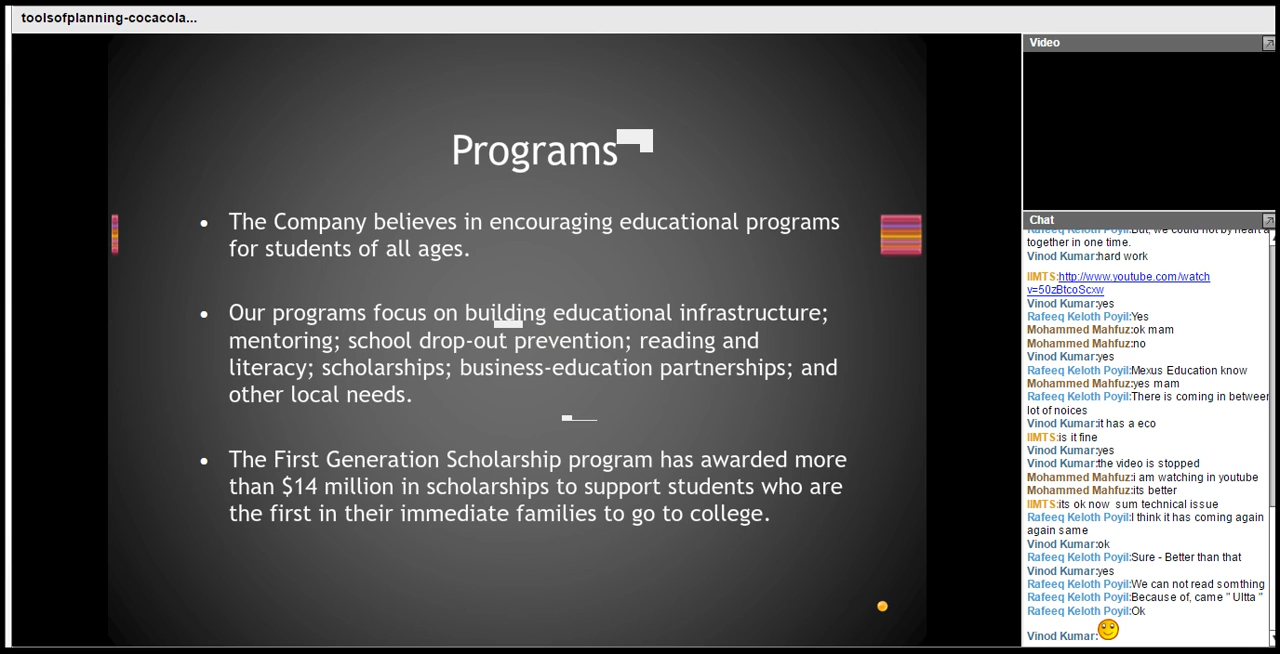 toolsofplanning-cocacola...
Programs
• The Company believes in encouraging educational programs
for students of all ages.
• Our programs focus on building educational infrastructure;
mentoring; school drop-out prevention; reading and
literacy; scholarships; business-education partnerships; and
other local needs.
• The First Generation Scholarship program has awarded more
than $14 million in scholarships to support students who are
the first in their immediate families to go to college.
Video
Chat
Rafeeq Keloth Poyil:But, we could not by heart a
together in one time.
Vinod Kumar:hard work
IIMTS:http://www.youtube.com/watch
v=50zBtcoScxw
Vinod Kumar:yes
Rafeeq Keloth Poyil:Yes
Mohammed Mahfuz:ok mam
Mohammed Mahfuz:no
Vinod Kumar:yes
Rafeeq Keloth Poyil:Mexus Education know
Mohammed Mahfuz:yes mam
Rafeeq Keloth Poyil:There is coming in between
lot of noices
Vinod Kumar:it has a eco
IIMTS:is it fine
Vinod Kumar:yes
Vinod Kumar:the video is stopped
Mohammed Mahfuz:i am watching in youtube
Mohammed Mahfuz:its better
IIMTS:its ok now sum technical issue
Rafeeq Keloth Poyil:I think it has coming again
again same
Vinod Kumar:ok
Rafeeq Keloth Poyil:Sure - Better than that
Vinod Kumar:yes
Rafeeq Keloth Poyil:We can not read somthing
Rafeeq Keloth Poyil:Because of, came " Ultta "
Rafeeq Keloth Poyil:Ok
Vinod Kumar: